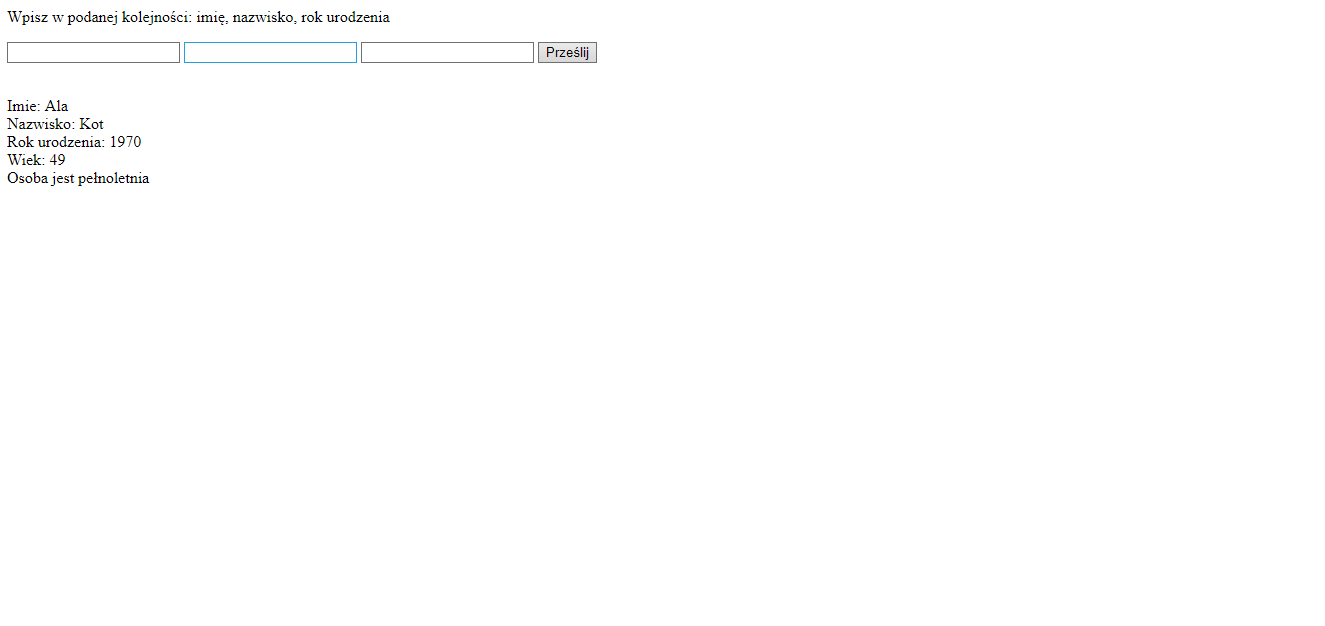 Wpisz w podanej kolejności: imię, nazwisko, rok urodzenia
Prześlij
Imie: Ala
Nazwisko: Kot
Rok urodzenia: 1970
Wiek: 49
Osoba jest pełnoletnia